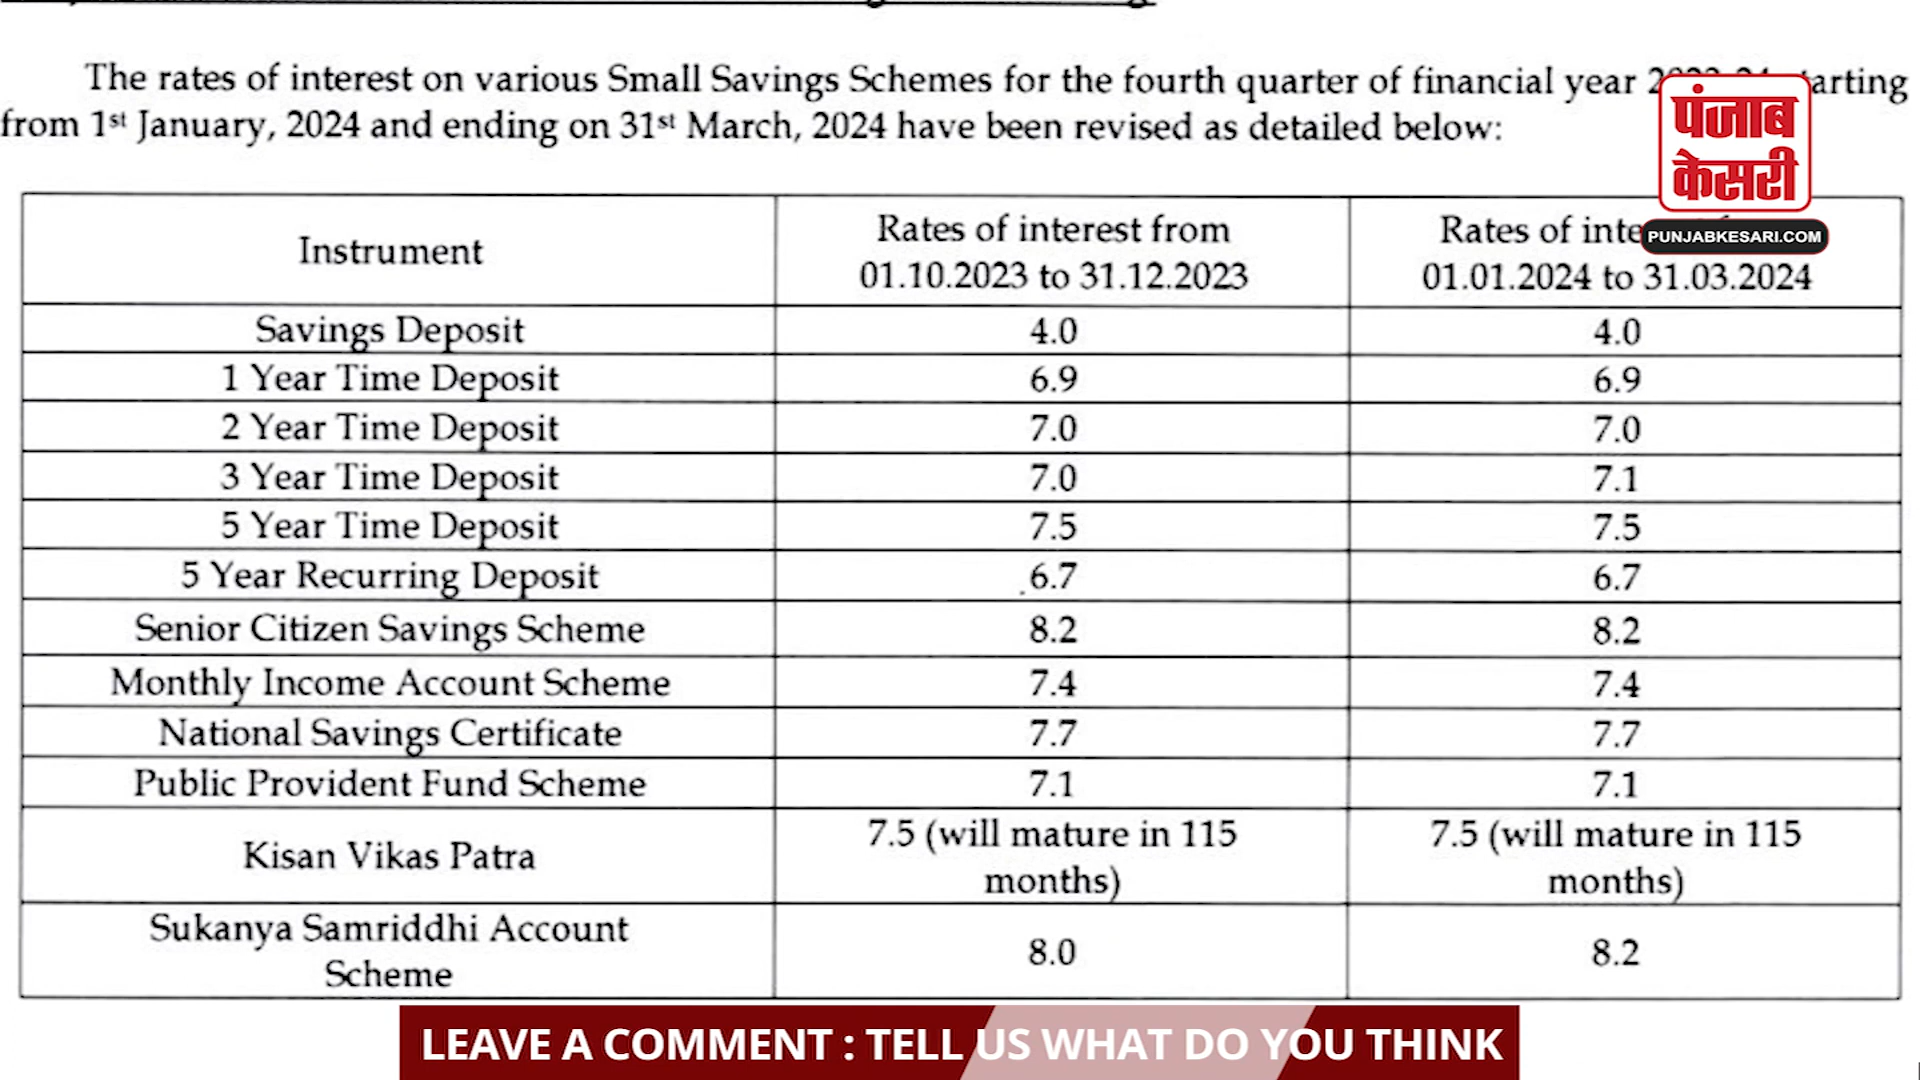 The rates of interest on various Small Savings Schemes for the fourth quarter of financial year
from 1st January, 2024 and ending on 31st March, 2024 have been revised as detailed below:
पंजाब
केसरी
PUNJABKESARI.COM
Instrument
Rates of interest from
01.10.2023 to 31.12.2023
Rates of
01.01.2024 to 31.03.2024
Savings Deposit 4.0 4.0
1 Year Time Deposit 6.9 6.9
2 Year Time Deposit 7.0 7.0
3 Year Time Deposit 7.0 7.1
5 Year Time Deposit 7.5 7.5
5 Year Recurring Deposit 6.7 6.7
Senior Citizen Savings Scheme 8.2 8.2
Monthly Income Account Scheme 7.4 7.4
National Savings Certificate 7.7 7.7
Public Provident Fund Scheme 7.1 7.1
Kisan Vikas Patra
7.5 (will mature in 115
months)
7.5 (will mature in 115
months)
Sukanya Samriddhi Account
Scheme
8.0 8.2
LEAVE A COMMENT : TELL US WHAT DO YOU THINK